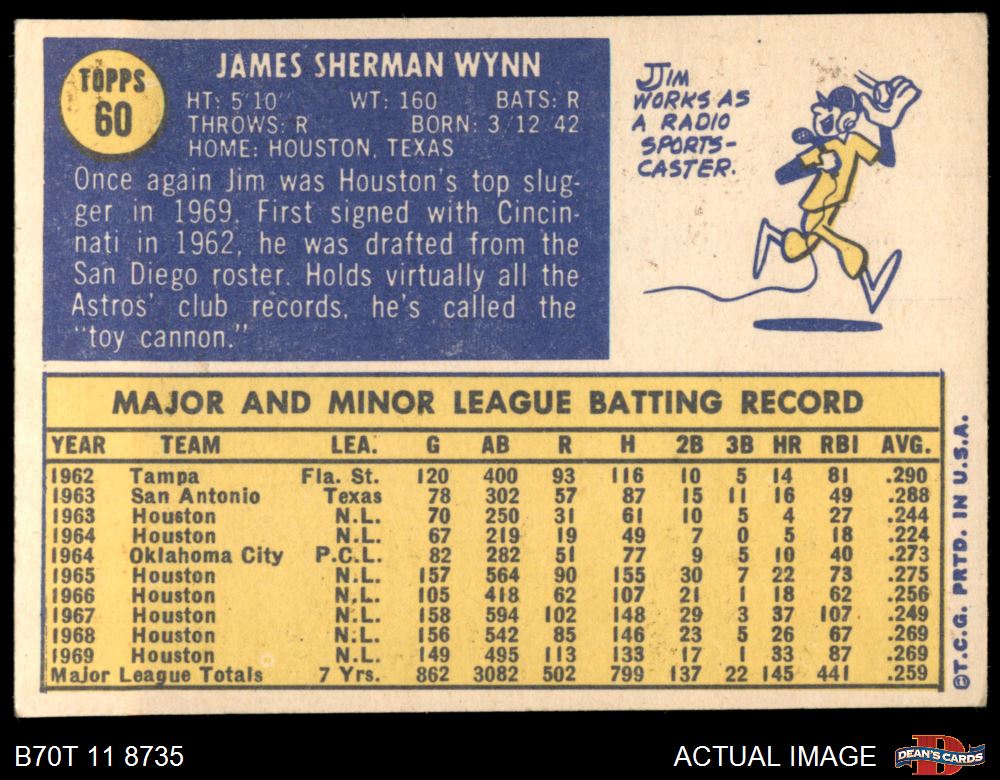 TOPPS
60
JAMES SHERMAN WYNN
HT: 5'10" WT: 160 BATS: R
THROWS: R BORN: 3/12/42
HOME: HOUSTON, TEXAS
Once again Jim was Houston's top slug-
ger in 1969. First signed with Cincin-
nati in 1962, he was drafted from the
San Diego roster. Holds virtually all the
Astros' club records, he's called the
"toy cannon."
JIM
WORKS AS
A RADIO
SPORTS-
CASTER.
MAJOR AND MINOR LEAGUE BATTING RECORD
YEAR TEAM LEA. G AB R H 2B 3B HR RBI AVG.
1962 Tampa Fla. St. 120 400 93 116 10 5 14 81 .290
1963 San Antonio Texas 78 302 57 87 15 11 16 49 .288
1963 Houston N.L. 70 250 31 61 10 5 4 27 .244
1964 Houston N.L. 67 219 19 49 7 0 5 18 .224
1964 Oklahoma City P.C.L. 82 282 51 77 9 5 10 40 .273
1965 Houston N.L. 157 564 90 155 30 7 22 73 .275
1966 Houston N.L. 105 418 62 107 21 1 18 62 .256
1967 Houston N.L. 158 594 102 148 29 3 37 107 .249
1968 Houston N.L. 156 542 85 146 23 5 26 67 .269
1969 Houston N.L. 149 495 113 133 17 1 33 87 .269
Major League Totals 7 Yrs. 862 3082 502 799 137 22 145 441 .259
©T.C.G. PRTD. IN U.S.A.
B70T 11 8735
ACTUAL IMAGE
DEAN'S CARDS